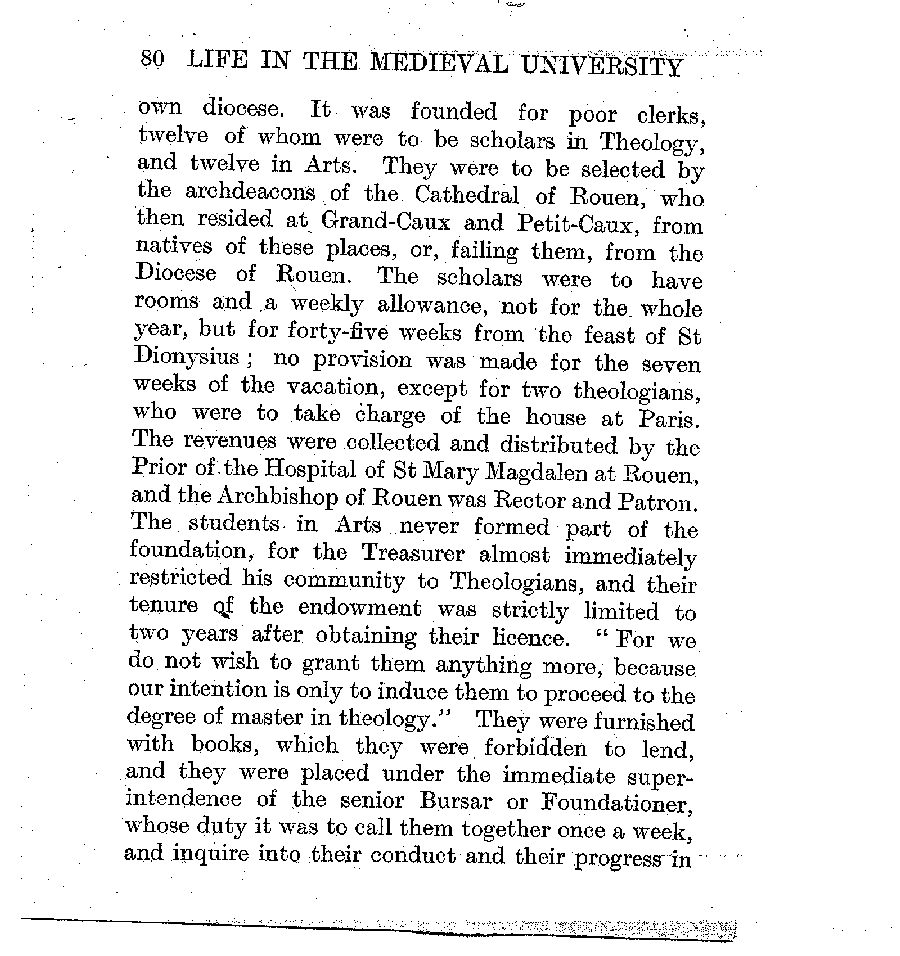 80 LIFE IN THE MEDIEVAL UNIVERSITY
own diocese. It was founded for poor clerks,
twelve of whom were to be scholars in Theology,
and twelve in Arts. They were to be selected by
the archdeacons of the Cathedral of Rouen, who
then resided at Grand-Caux and Petit-Caux, from
natives of these places, or, failing them, from the
Diocese of Rouen. The scholars were to have
rooms and a weekly allowance, not for the whole
year, but for forty-five weeks from the feast of St
Dionysius; no provision was made for the seven
weeks of the vacation, except for two theologians,
who were to take charge of the house at Paris.
The revenues were collected and distributed by the
Prior of the Hospital of St Mary Magdalen at Rouen,
and the Archbishop of Rouen was Rector and Patron.
The students in Arts never formed part of the
foundation, for the Treasurer almost immediately
restricted his community to Theologians, and their
tenure of the endowment was strictly limited to
two years after obtaining their licence. “For we
do not wish to grant them anything more, because
our intention is only to induce them to proceed to the
degree of master in theology.” They were furnished
with books, which they were forbidden to lend,
and they were placed under the immediate super-
intendence of the senior Bursar or Foundationer,
whose duty it was to call them together once a week,
and inquire into their conduct and their progress in